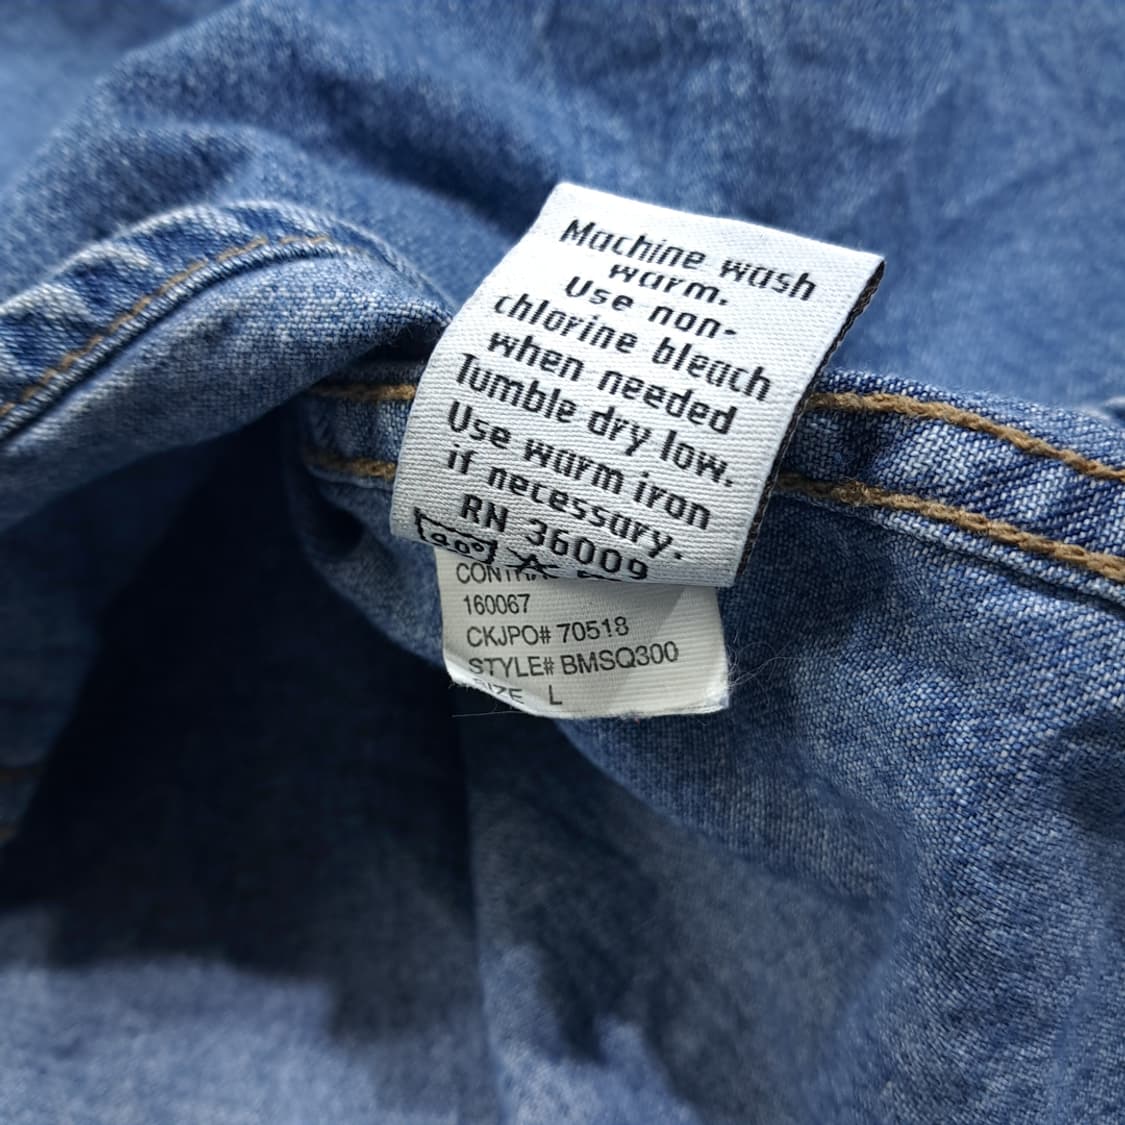 Machine wash
warm.
Use non-
chlorine bleach
when needed
Tumble dry low.
Use warm iron
if necessary.
RN 36009
160067
CKJPO# 70518
STYLE# BMSQ300
SIZE L